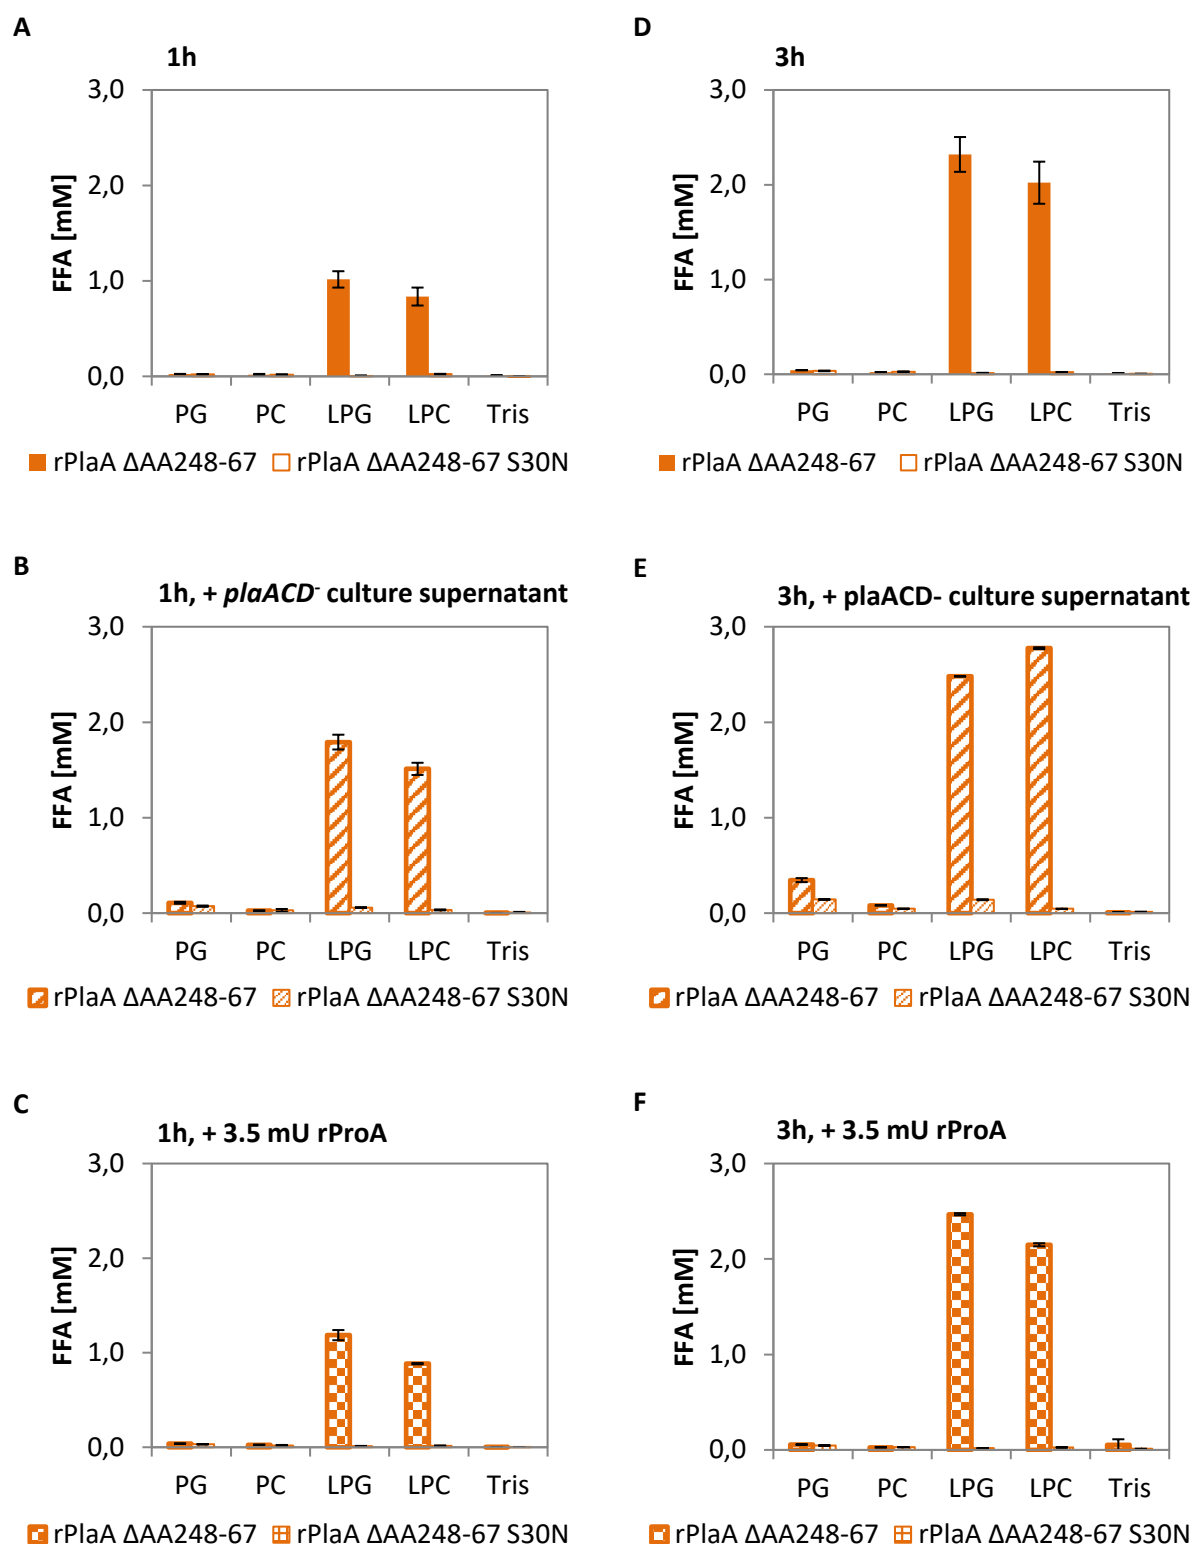 A
1h
3,0
2,0
1,0
0,0
FFA [mM]
PG PC LPG LPC Tris
rPlaA ΔAA248-67 rPlaA ΔAA248-67 S30N
D
3h
3,0
2,0
1,0
0,0
FFA [mM]
PG PC LPG LPC Tris
rPlaA ΔAA248-67 rPlaA ΔAA248-67 S30N
B
1h, + plaACD- culture supernatant
3,0
2,0
1,0
0,0
FFA [mM]
PG PC LPG LPC Tris
rPlaA ΔAA248-67 rPlaA ΔAA248-67 S30N
E
3h, + plaACD- culture supernatant
3,0
2,0
1,0
0,0
FFA [mM]
PG PC LPG LPC Tris
rPlaA ΔAA248-67 rPlaA ΔAA248-67 S30N
C
1h, + 3.5 mU rProA
3,0
2,0
1,0
0,0
FFA [mM]
PG PC LPG LPC Tris
rPlaA ΔAA248-67 rPlaA ΔAA248-67 S30N
F
3h, + 3.5 mU rProA
3,0
2,0
1,0
0,0
FFA [mM]
PG PC LPG LPC Tris
rPlaA ΔAA248-67 rPlaA ΔAA248-67 S30N